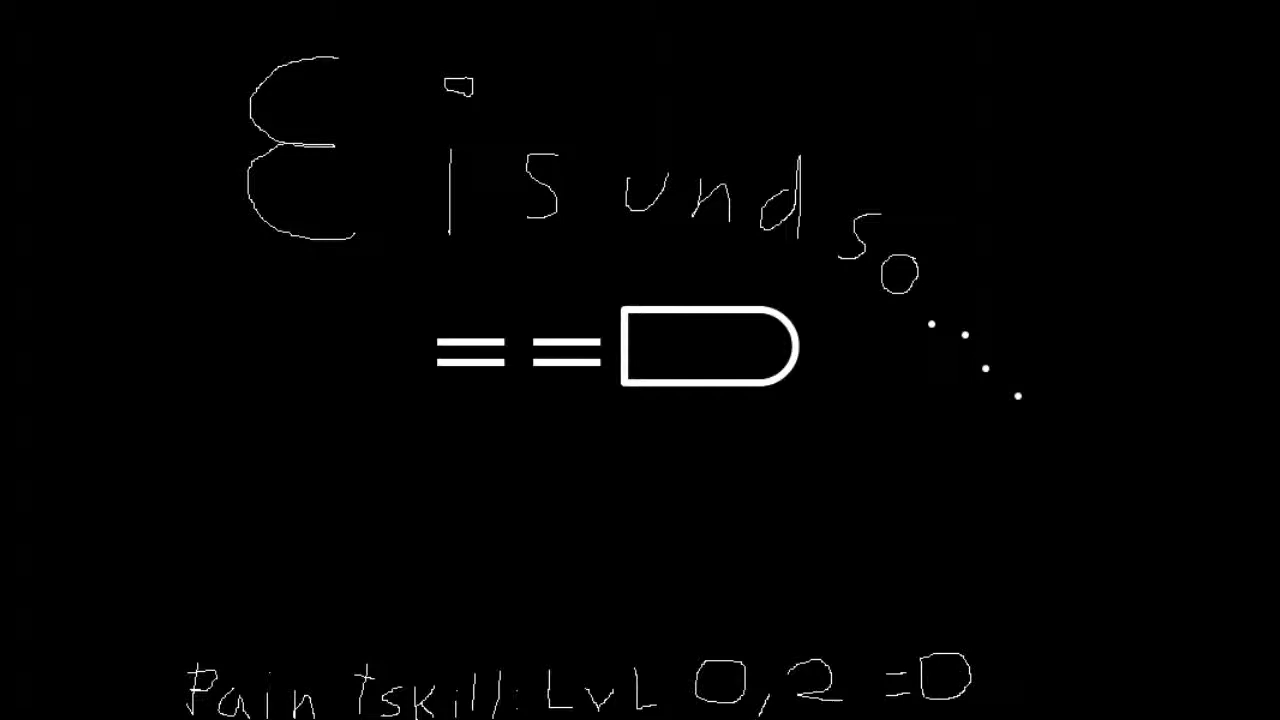 Eis und so....
==D
Paintskill: LvL 0,2 =D